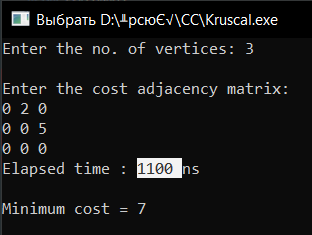 Выбрать D:\╨рсюЄ√\CC\Kruscal.exe
Enter the no. of vertices: 3
Enter the cost adjacency matrix:
0 2 0
0 0 5
0 0 0
Elapsed time : 1100 ns
Minimum cost = 7